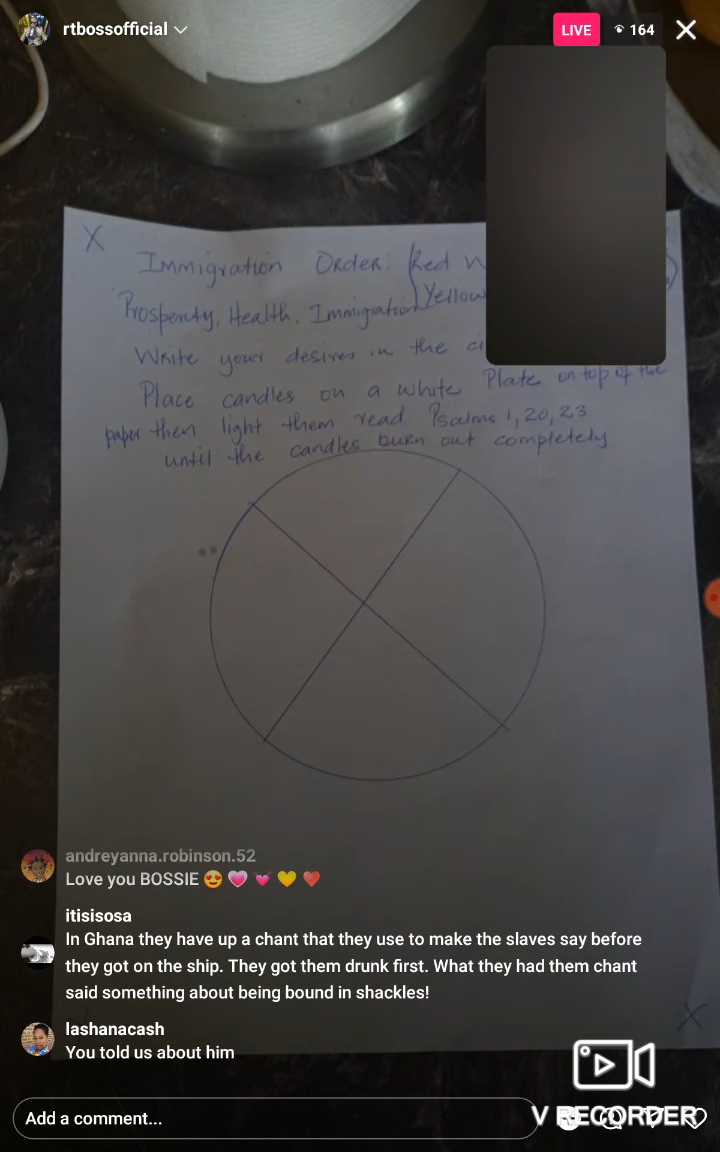 rtbossofficial
LIVE
164
X
Immigration Order: (Red
Yellow
Prosperity, Health, Immigration
Write your desires in the
Place candles on a white Plate on top of the
paper then light them read Psalms 1, 20, 23
until the candles burn out completely
X
andreyanna.robinson.52
Love you BOSSIE 😍 💗 💓 💛 ❤️
itisisosa
In Ghana they have up a chant that they use to make the slaves say before
they got on the ship. They got them drunk first. What they had them chant
said something about being bound in shackles!
lashanacash
You told us about him
Add a comment...
V RECORDER